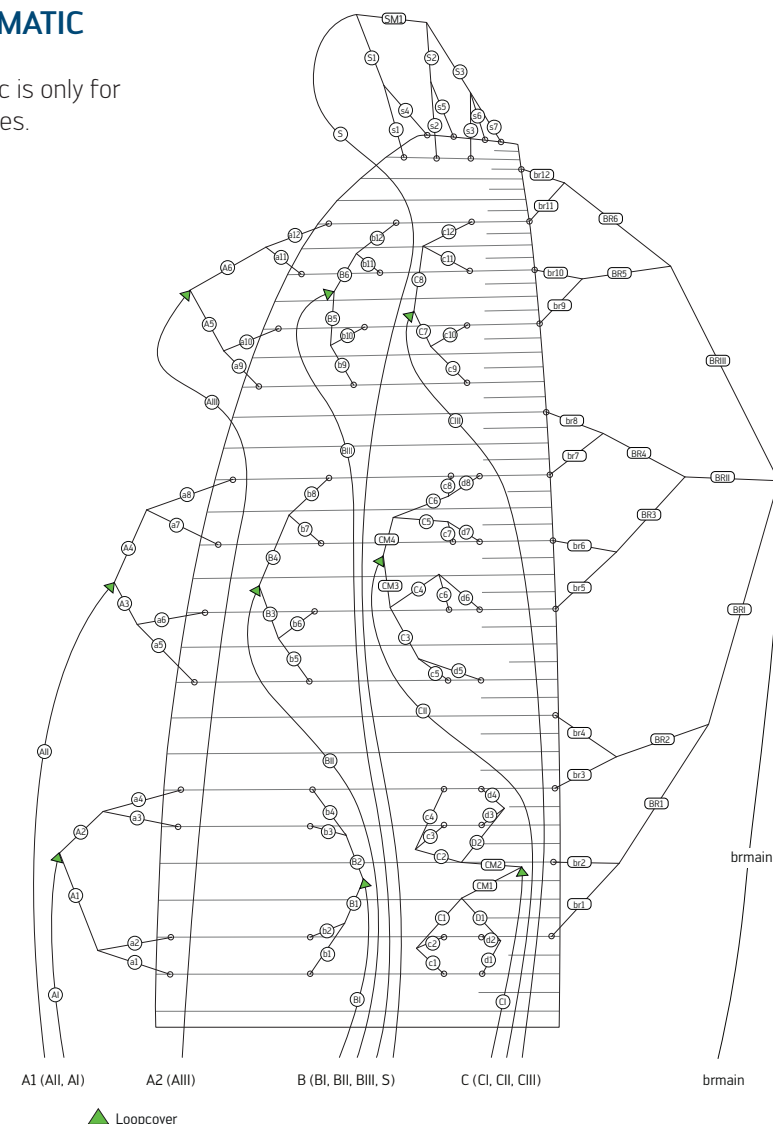 MATIC
c is only for
es.
SM1
S1
S2
S3
s4
s5
s6
s7
s1
s2
s3
S
br12
br11
BR6
a12
b12
c12
a11
b11
c11
A6
B6
C8
br10
BR5
br9
A5
B5
C7
a10
b10
c10
a9
b9
c9
BRIII
AIII
CIII
br8
BIII
br7
BR4
BRII
a8
b8
c8
d8
C6
BR3
a7
b7
C5
c7
d7
A4
B4
CM4
br6
CM3
C4
c6
d6
br5
A3
B3
a6
b6
C3
BRI
a5
b5
c5
d5
CII
AII
BII
br4
BR2
br3
a4
b4
c4
d4
BR1
a3
b3
c3
d3
A2
C2
D2
B2
CM2
br2
brmain
A1
B1
CM1
C1
D1
br1
a2
b2
c2
d2
a1
b1
c1
d1
AI
BI
CI
A1 (AII, AI)
A2 (AIII)
B (BI, BII, BIII, S)
C (CI, CII, CIII)
brmain
Loopcover